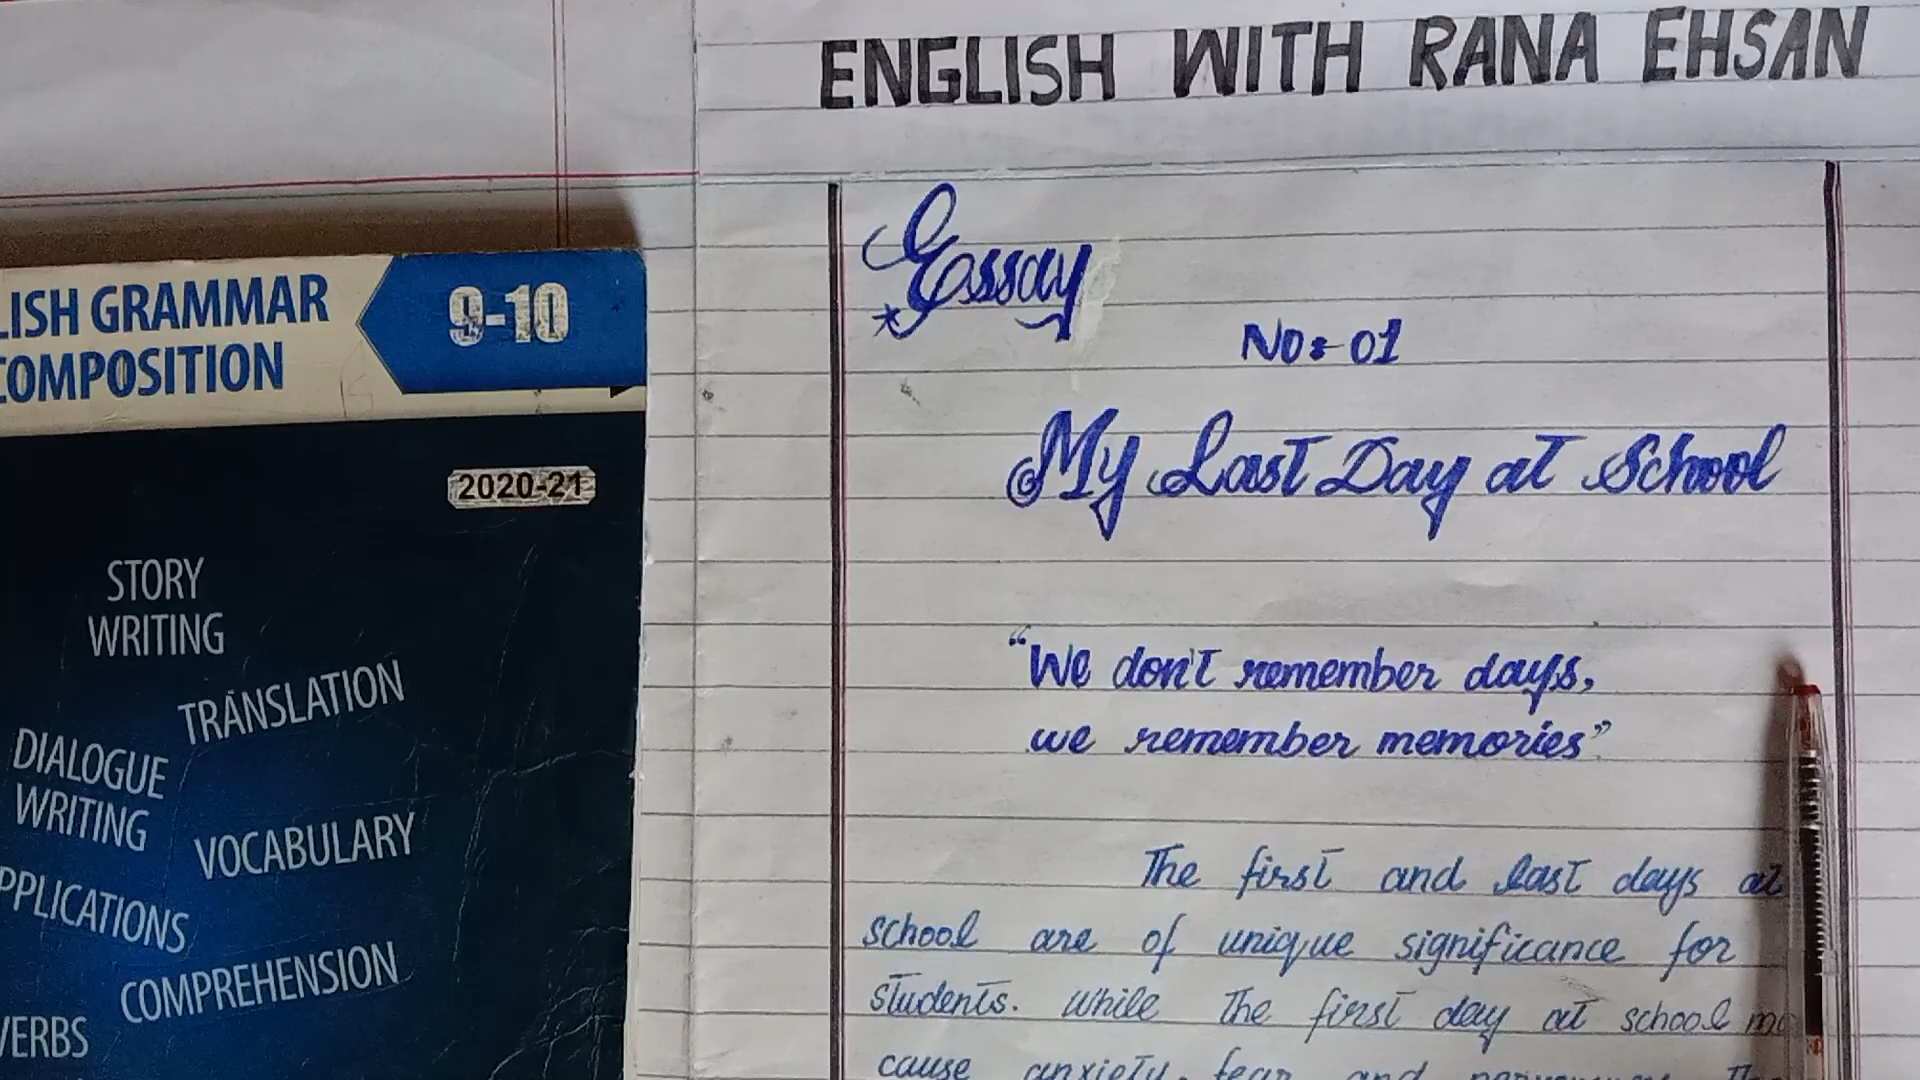 ENGLISH WITH RANA EHSAN
Essay
No: 01
My Last Day at School
"We don't remember days,
we remember memories"
The first and last days at
school are of unique significance for
students. While the first day at school
cause anxiety, fear and
LISH GRAMMAR
COMPOSITION
9-10
2020-21
STORY
WRITING
TRANSLATION
DIALOGUE
WRITING
VOCABULARY
PPLICATIONS
COMPREHENSION
VERBS